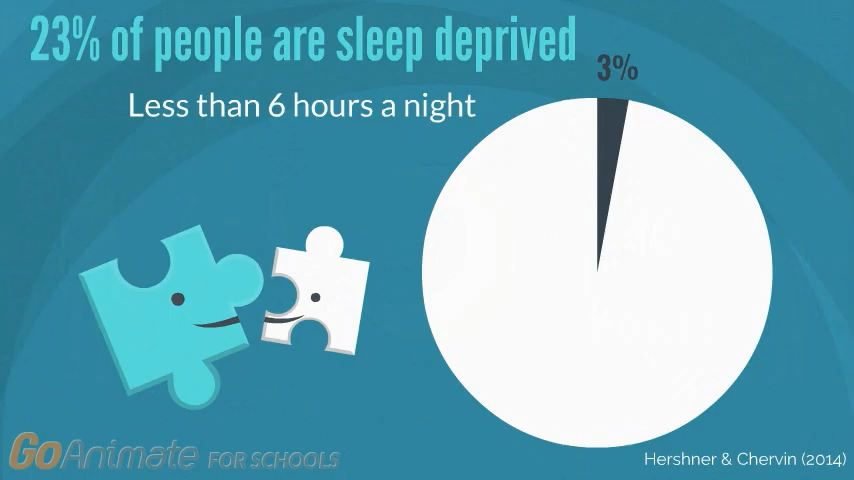 23% of people are sleep deprived
3%
Less than 6 hours a night
GoAnimate FOR SCHOOLS
Hershner & Chervin (2014)